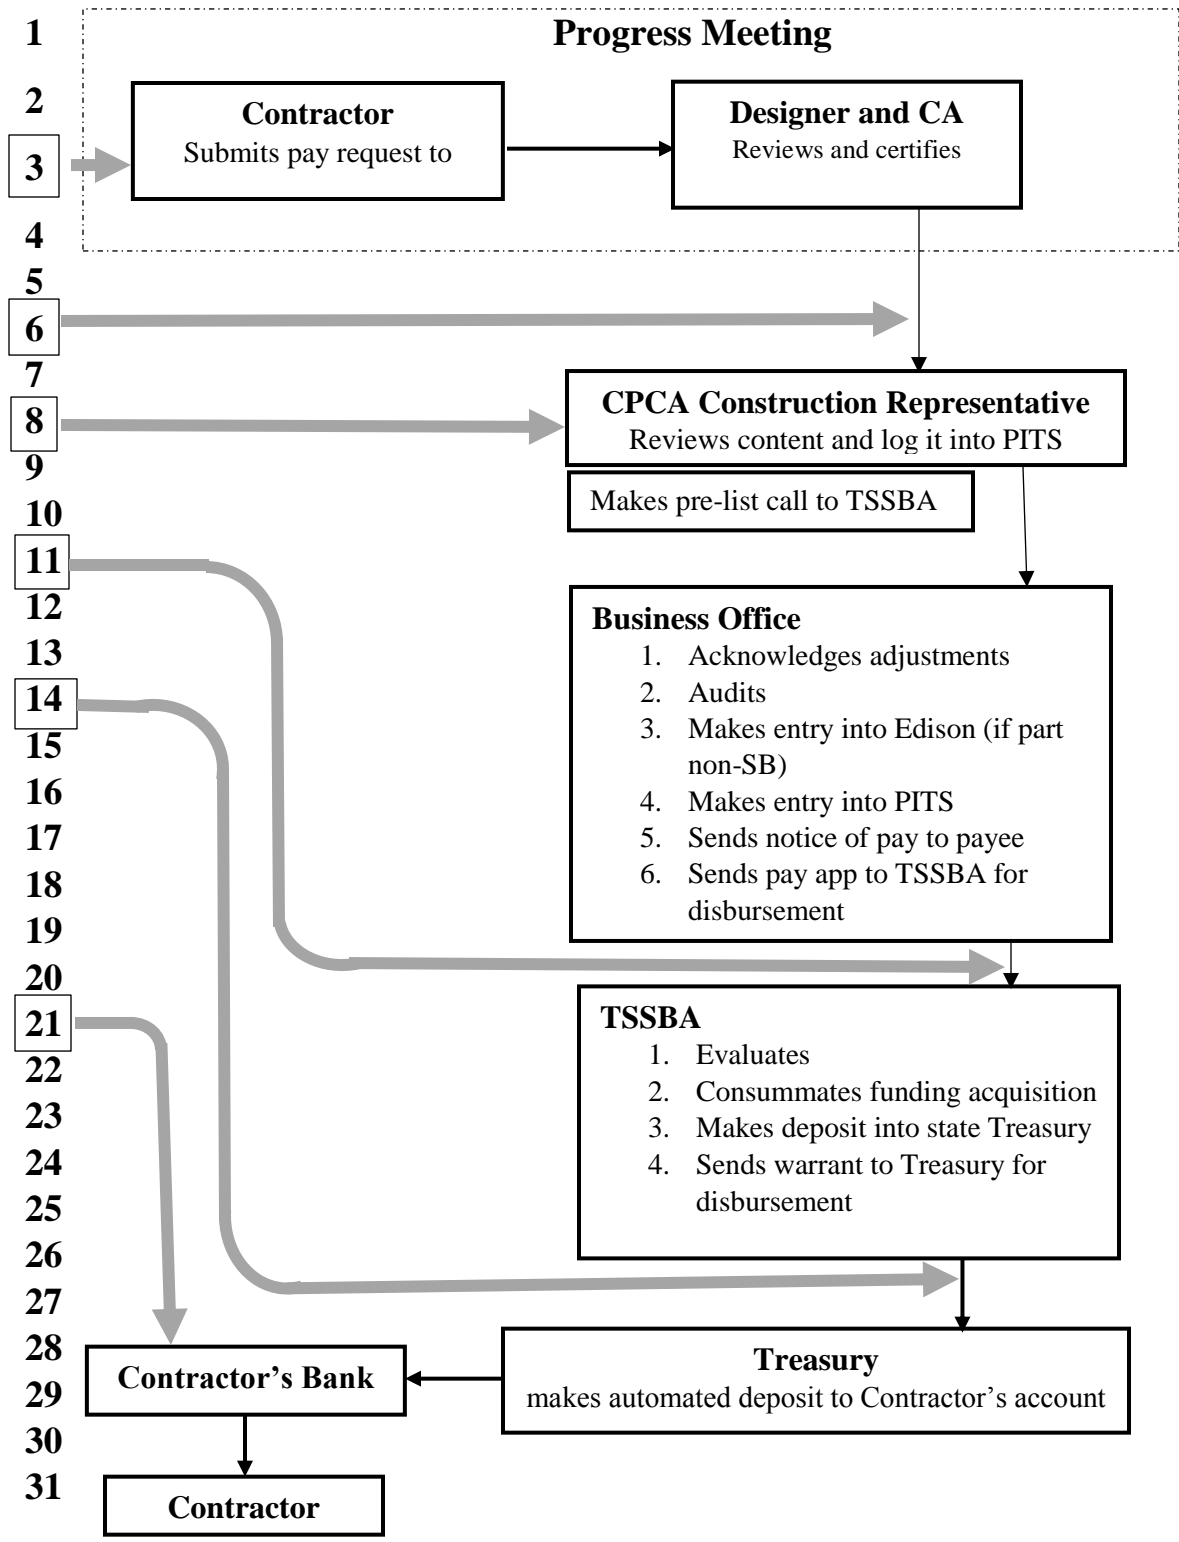 1
Progress Meeting
2
Contractor
Submits pay request to
Designer and CA
Reviews and certifies
3
4
5
6
7
CPCA Construction Representative
Reviews content and log it into PITS
8
9
Makes pre-list call to TSSBA
10
11
12
Business Office
1. Acknowledges adjustments
2. Audits
3. Makes entry into Edison (if part
non-SB)
4. Makes entry into PITS
5. Sends notice of pay to payee
6. Sends pay app to TSSBA for
disbursement
13
14
15
16
17
18
19
20
21
TSSBA
1. Evaluates
2. Consummates funding acquisition
3. Makes deposit into state Treasury
4. Sends warrant to Treasury for
disbursement
22
23
24
25
26
27
28
Treasury
makes automated deposit to Contractor’s account
Contractor’s Bank
29
30
31
Contractor